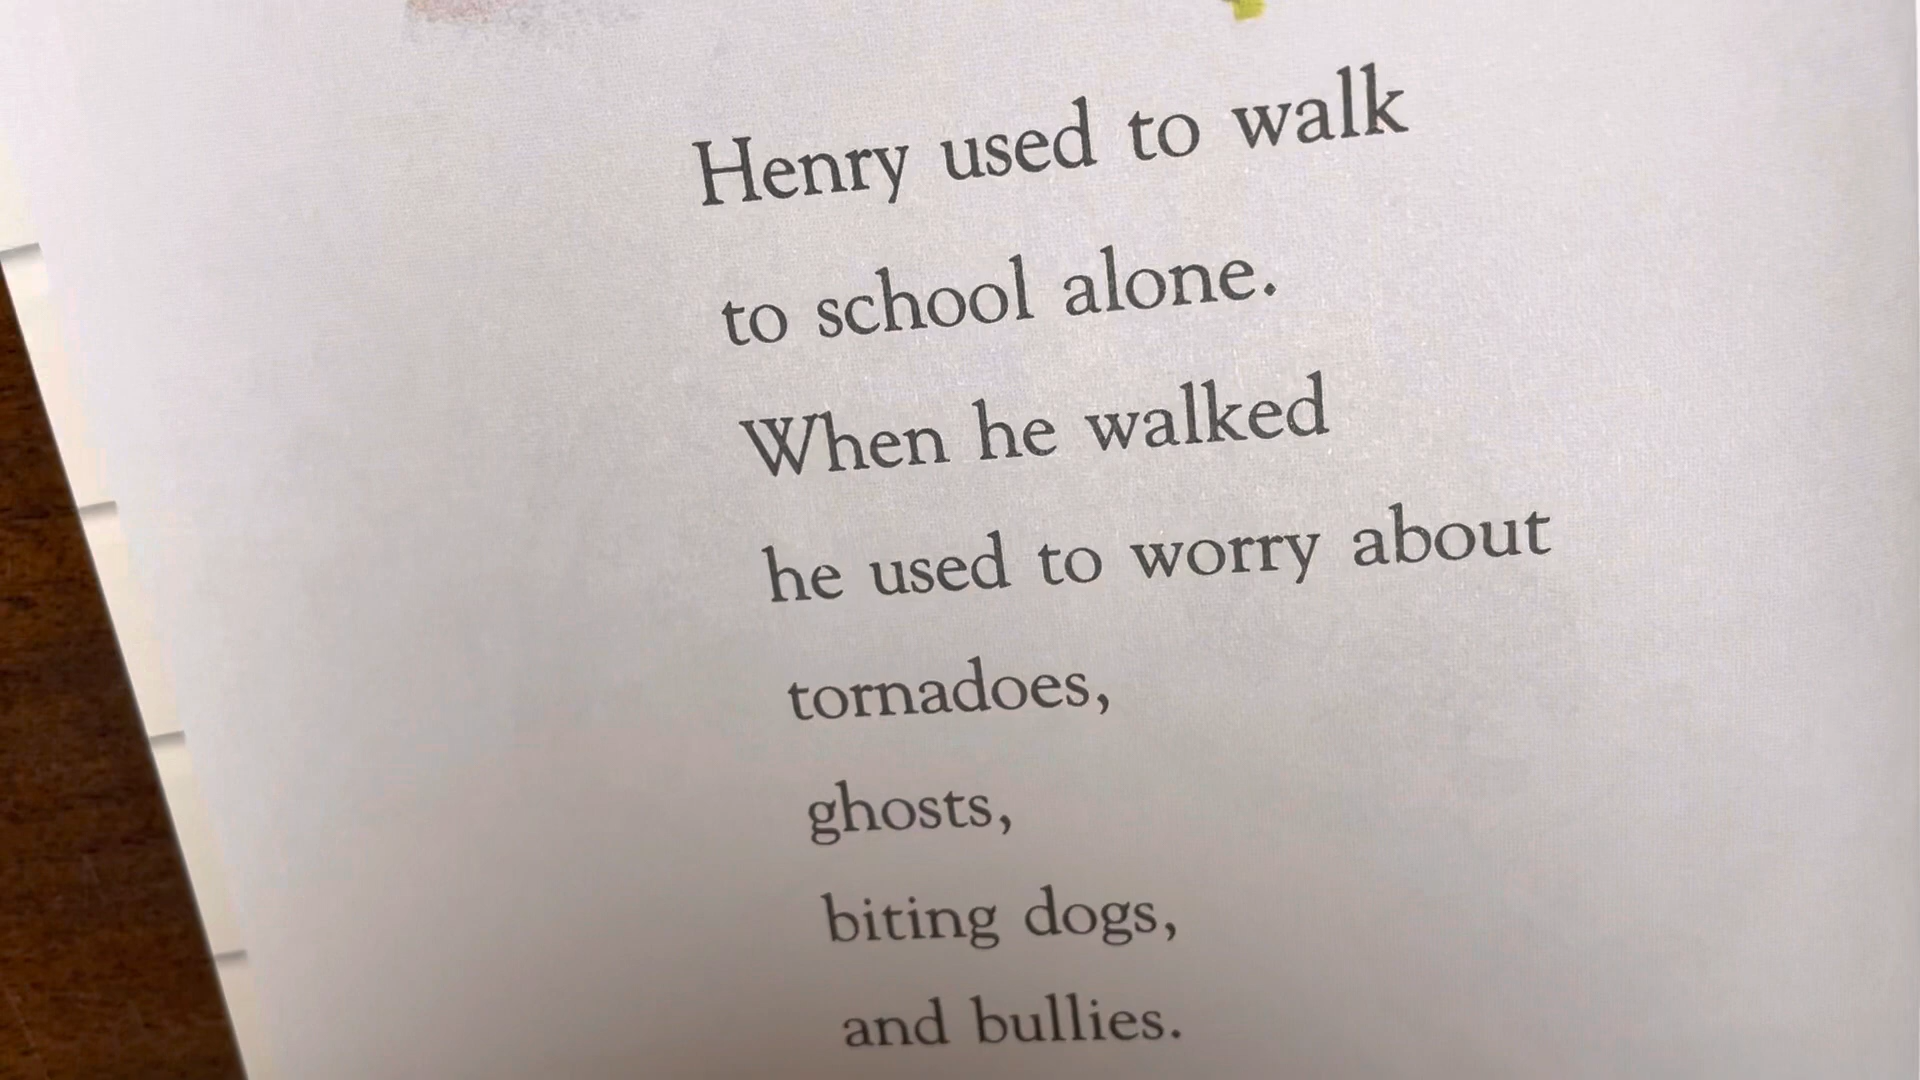 Henry used to walk
to school alone.
When he walked
he used to worry about
tornadoes,
ghosts,
biting dogs,
and bullies.